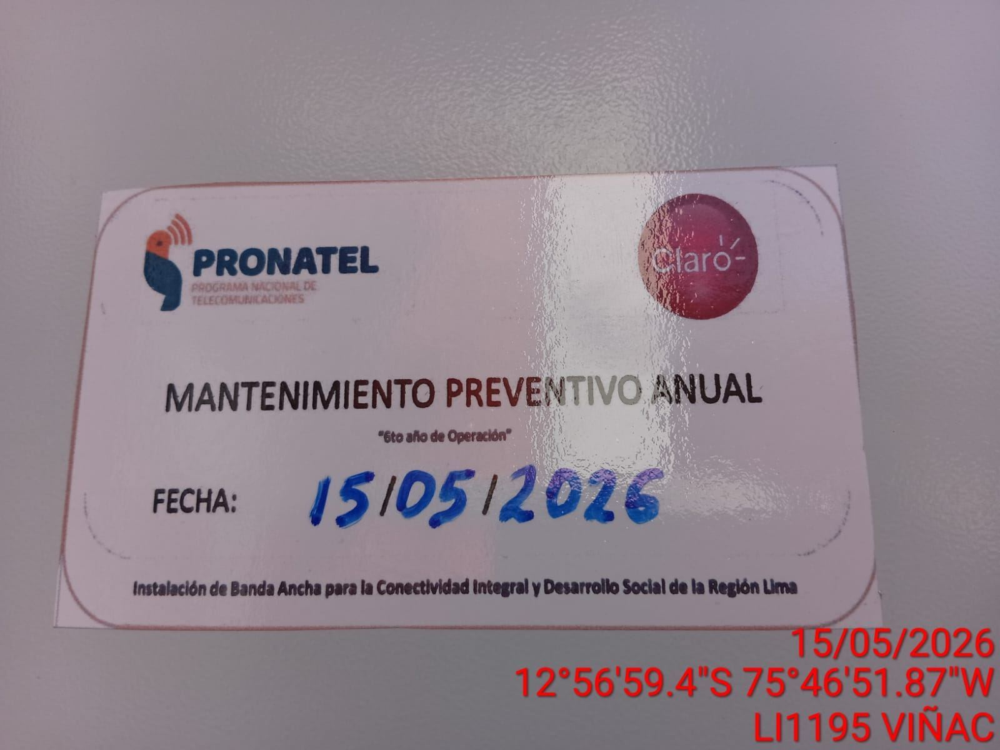 PRONATEL
PROGRAMA NACIONAL DE
TELECOMUNICACIONES
Claro
MANTENIMIENTO PREVENTIVO ANUAL
"6to año de Operación"
FECHA: 15/05/2026
Instalación de Banda Ancha para la Conectividad Integral y Desarrollo Social de la Región Lima
15/05/2026
12°56'59.4"S 75°46'51.87"W
LI1195 VIÑAC